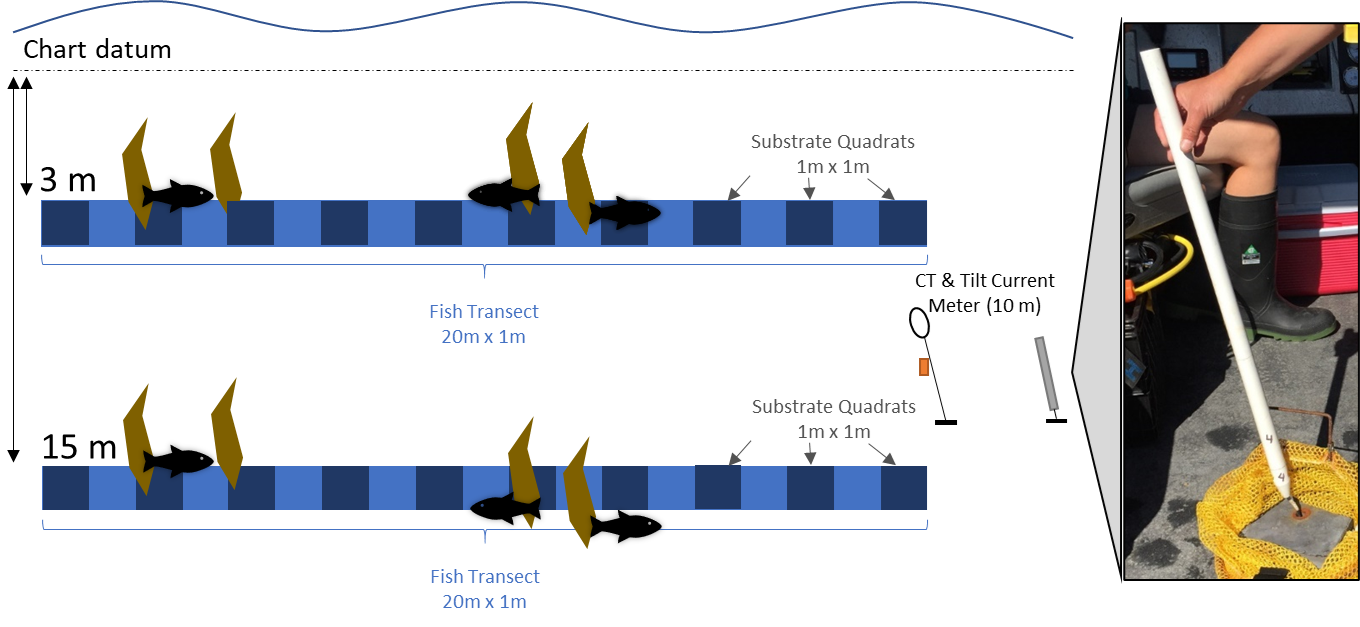 Chart datum
3 m
Substrate Quadrats
1m x 1m
Fish Transect
20m x 1m
CT & Tilt Current
Meter (10 m)
15 m
Substrate Quadrats
1m x 1m
Fish Transect
20m x 1m
4
4